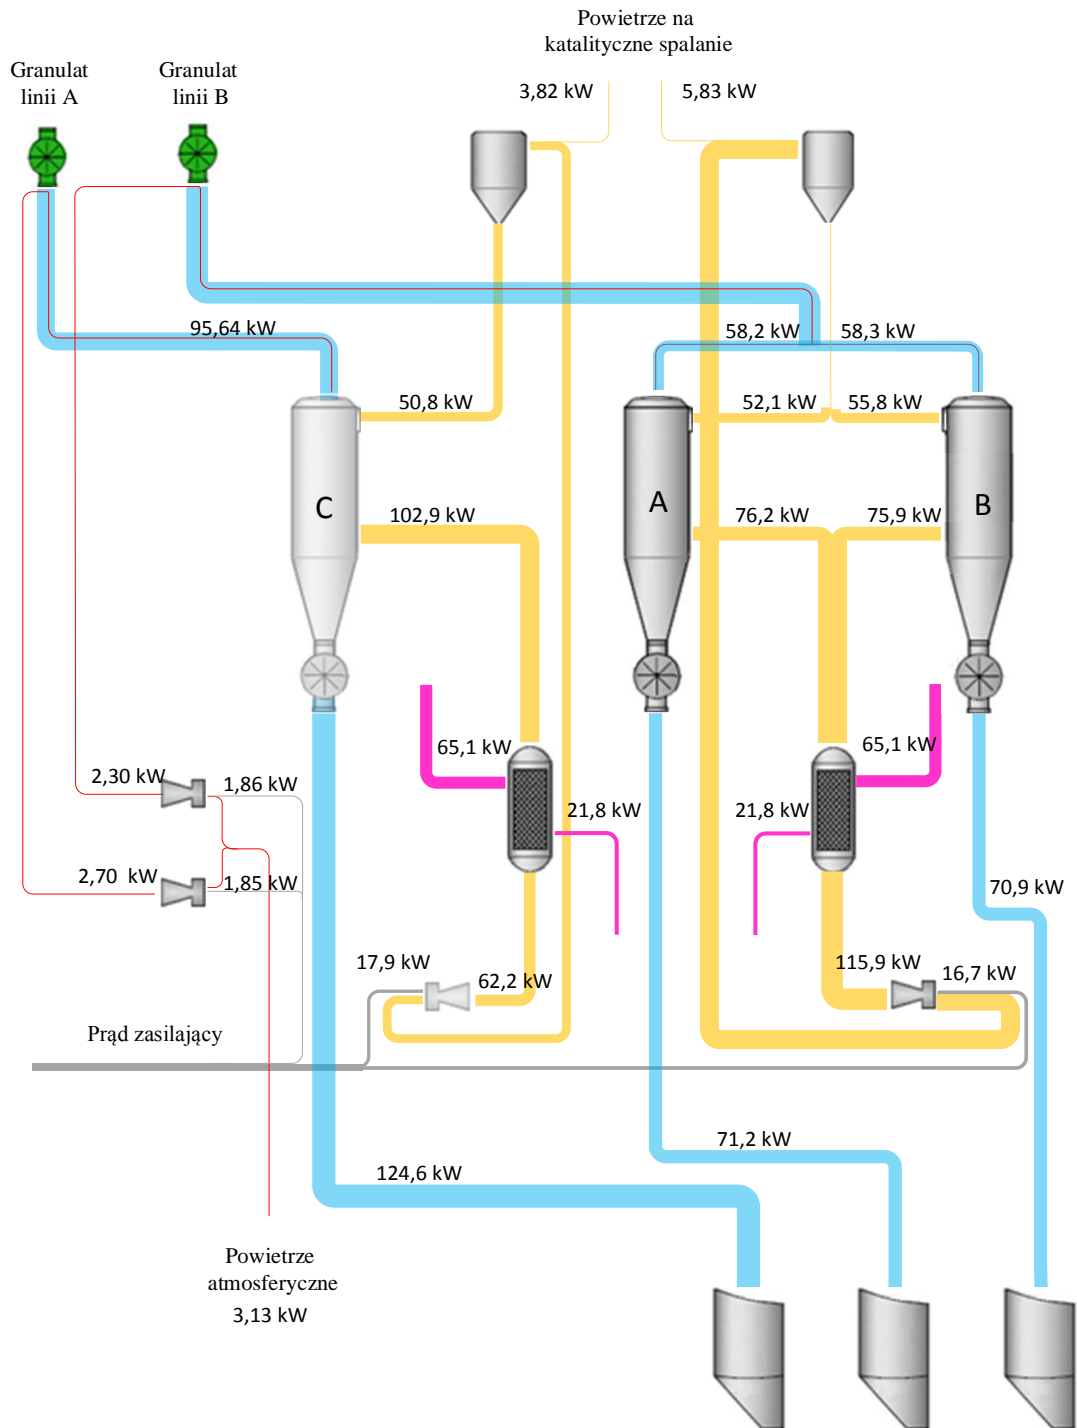 Powietrze na
katalityczne spalanie
3,82 kW
5,83 kW
Granulat
linii A
Granulat
linii B
95,64 kW
58,2 kW
58,3 kW
50,8 kW
52,1 kW
55,8 kW
C
A
B
102,9 kW
76,2 kW
75,9 kW
65,1 kW
65,1 kW
2,30 kW
1,86 kW
21,8 kW
21,8 kW
2,70 kW
1,85 kW
70,9 kW
17,9 kW
62,2 kW
115,9 kW
16,7 kW
Prąd zasilający
71,2 kW
124,6 kW
Powietrze
atmosferyczne
3,13 kW